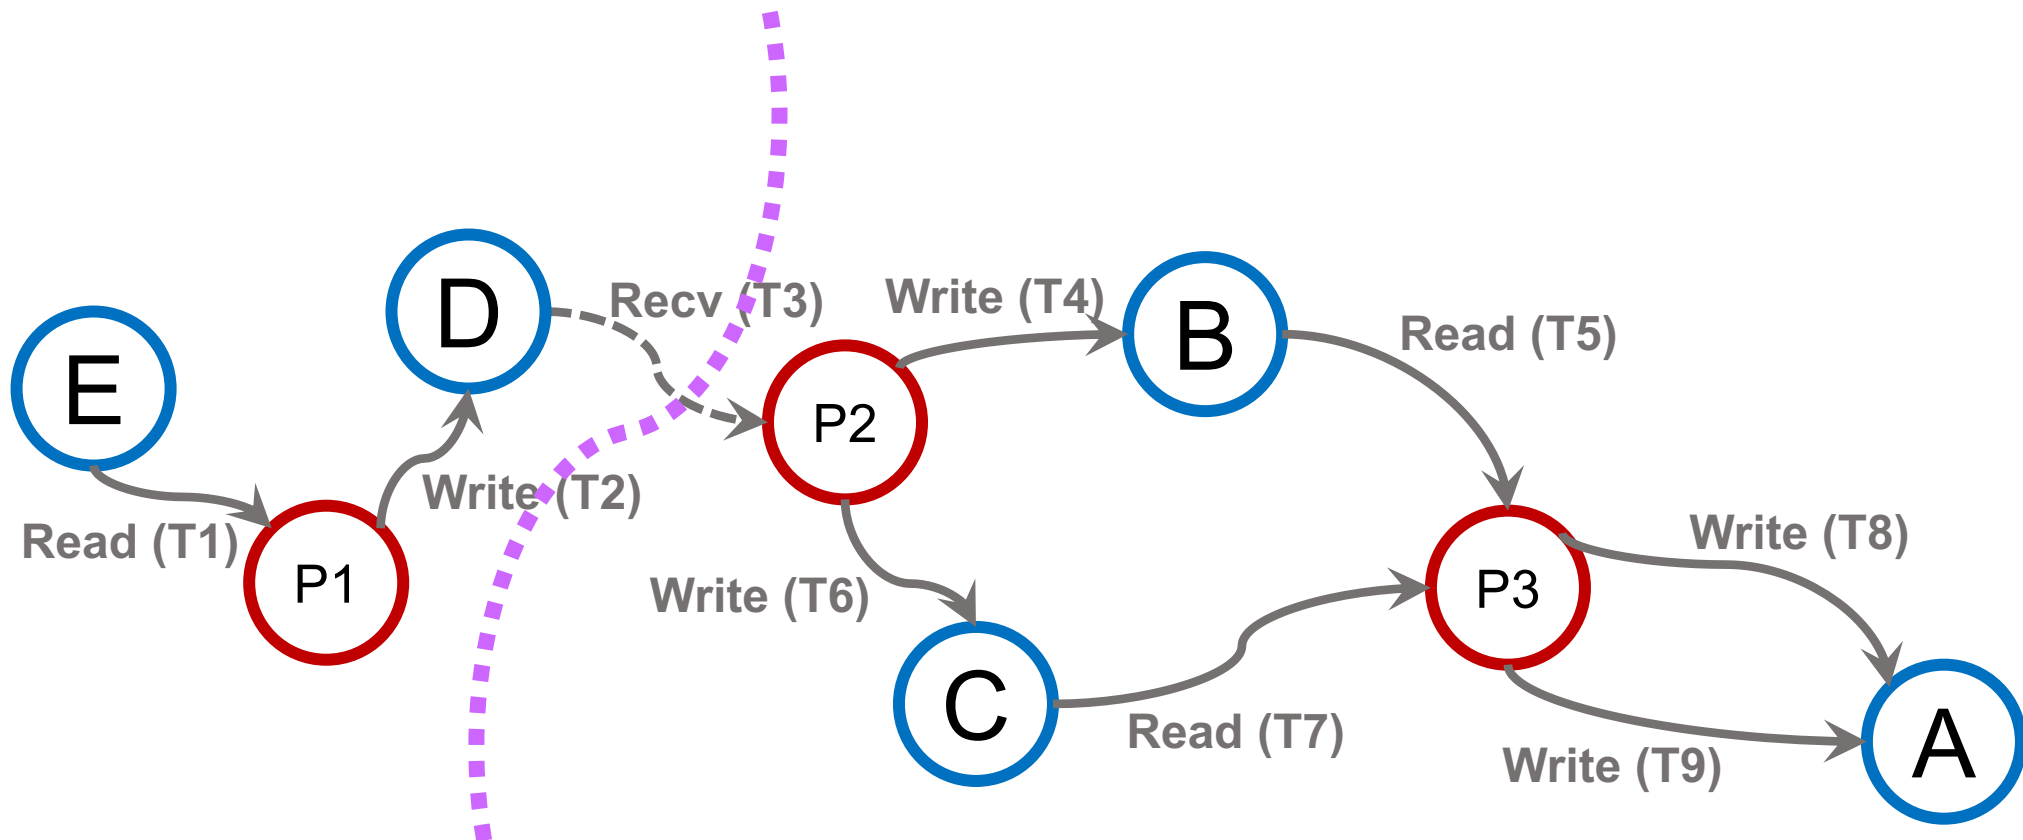 Recv (T3)
Write (T4)
D
B
Read (T5)
E
P2
Write (T2)
Read (T1)
P1
Write (T8)
Write (T6)
P3
C
Read (T7)
A
Write (T9)